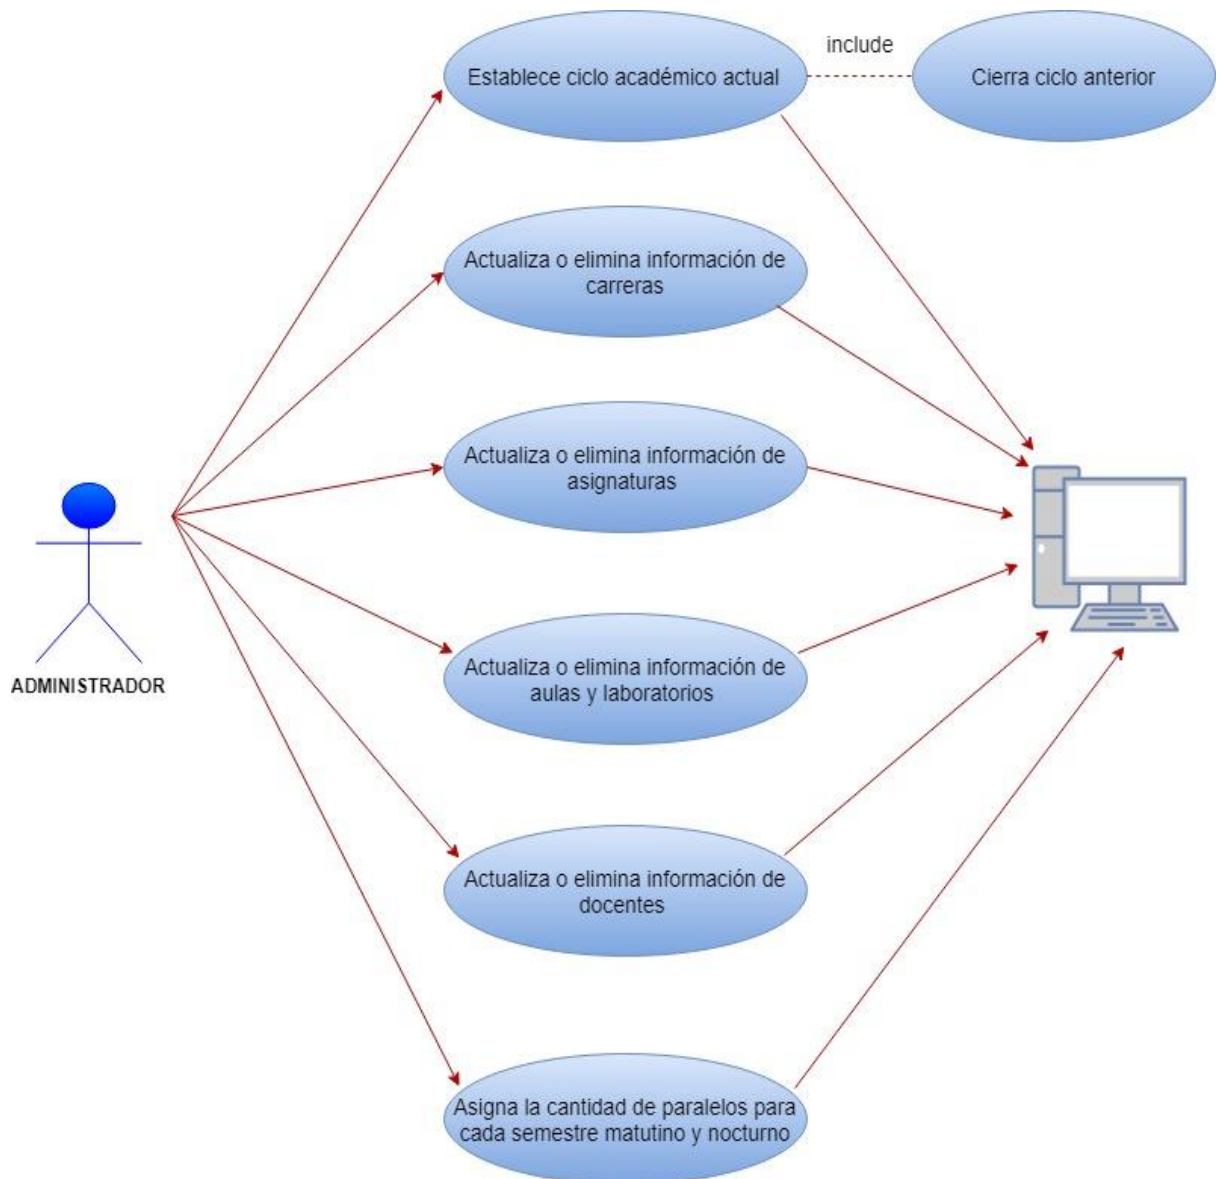 include
Establece ciclo académico actual
Cierra ciclo anterior
Actualiza o elimina información de
carreras
Actualiza o elimina información de
asignaturas
ADMINISTRADOR
Actualiza o elimina información de
aulas y laboratorios
Actualiza o elimina información de
docentes
Asigna la cantidad de paralelos para
cada semestre matutino y nocturno